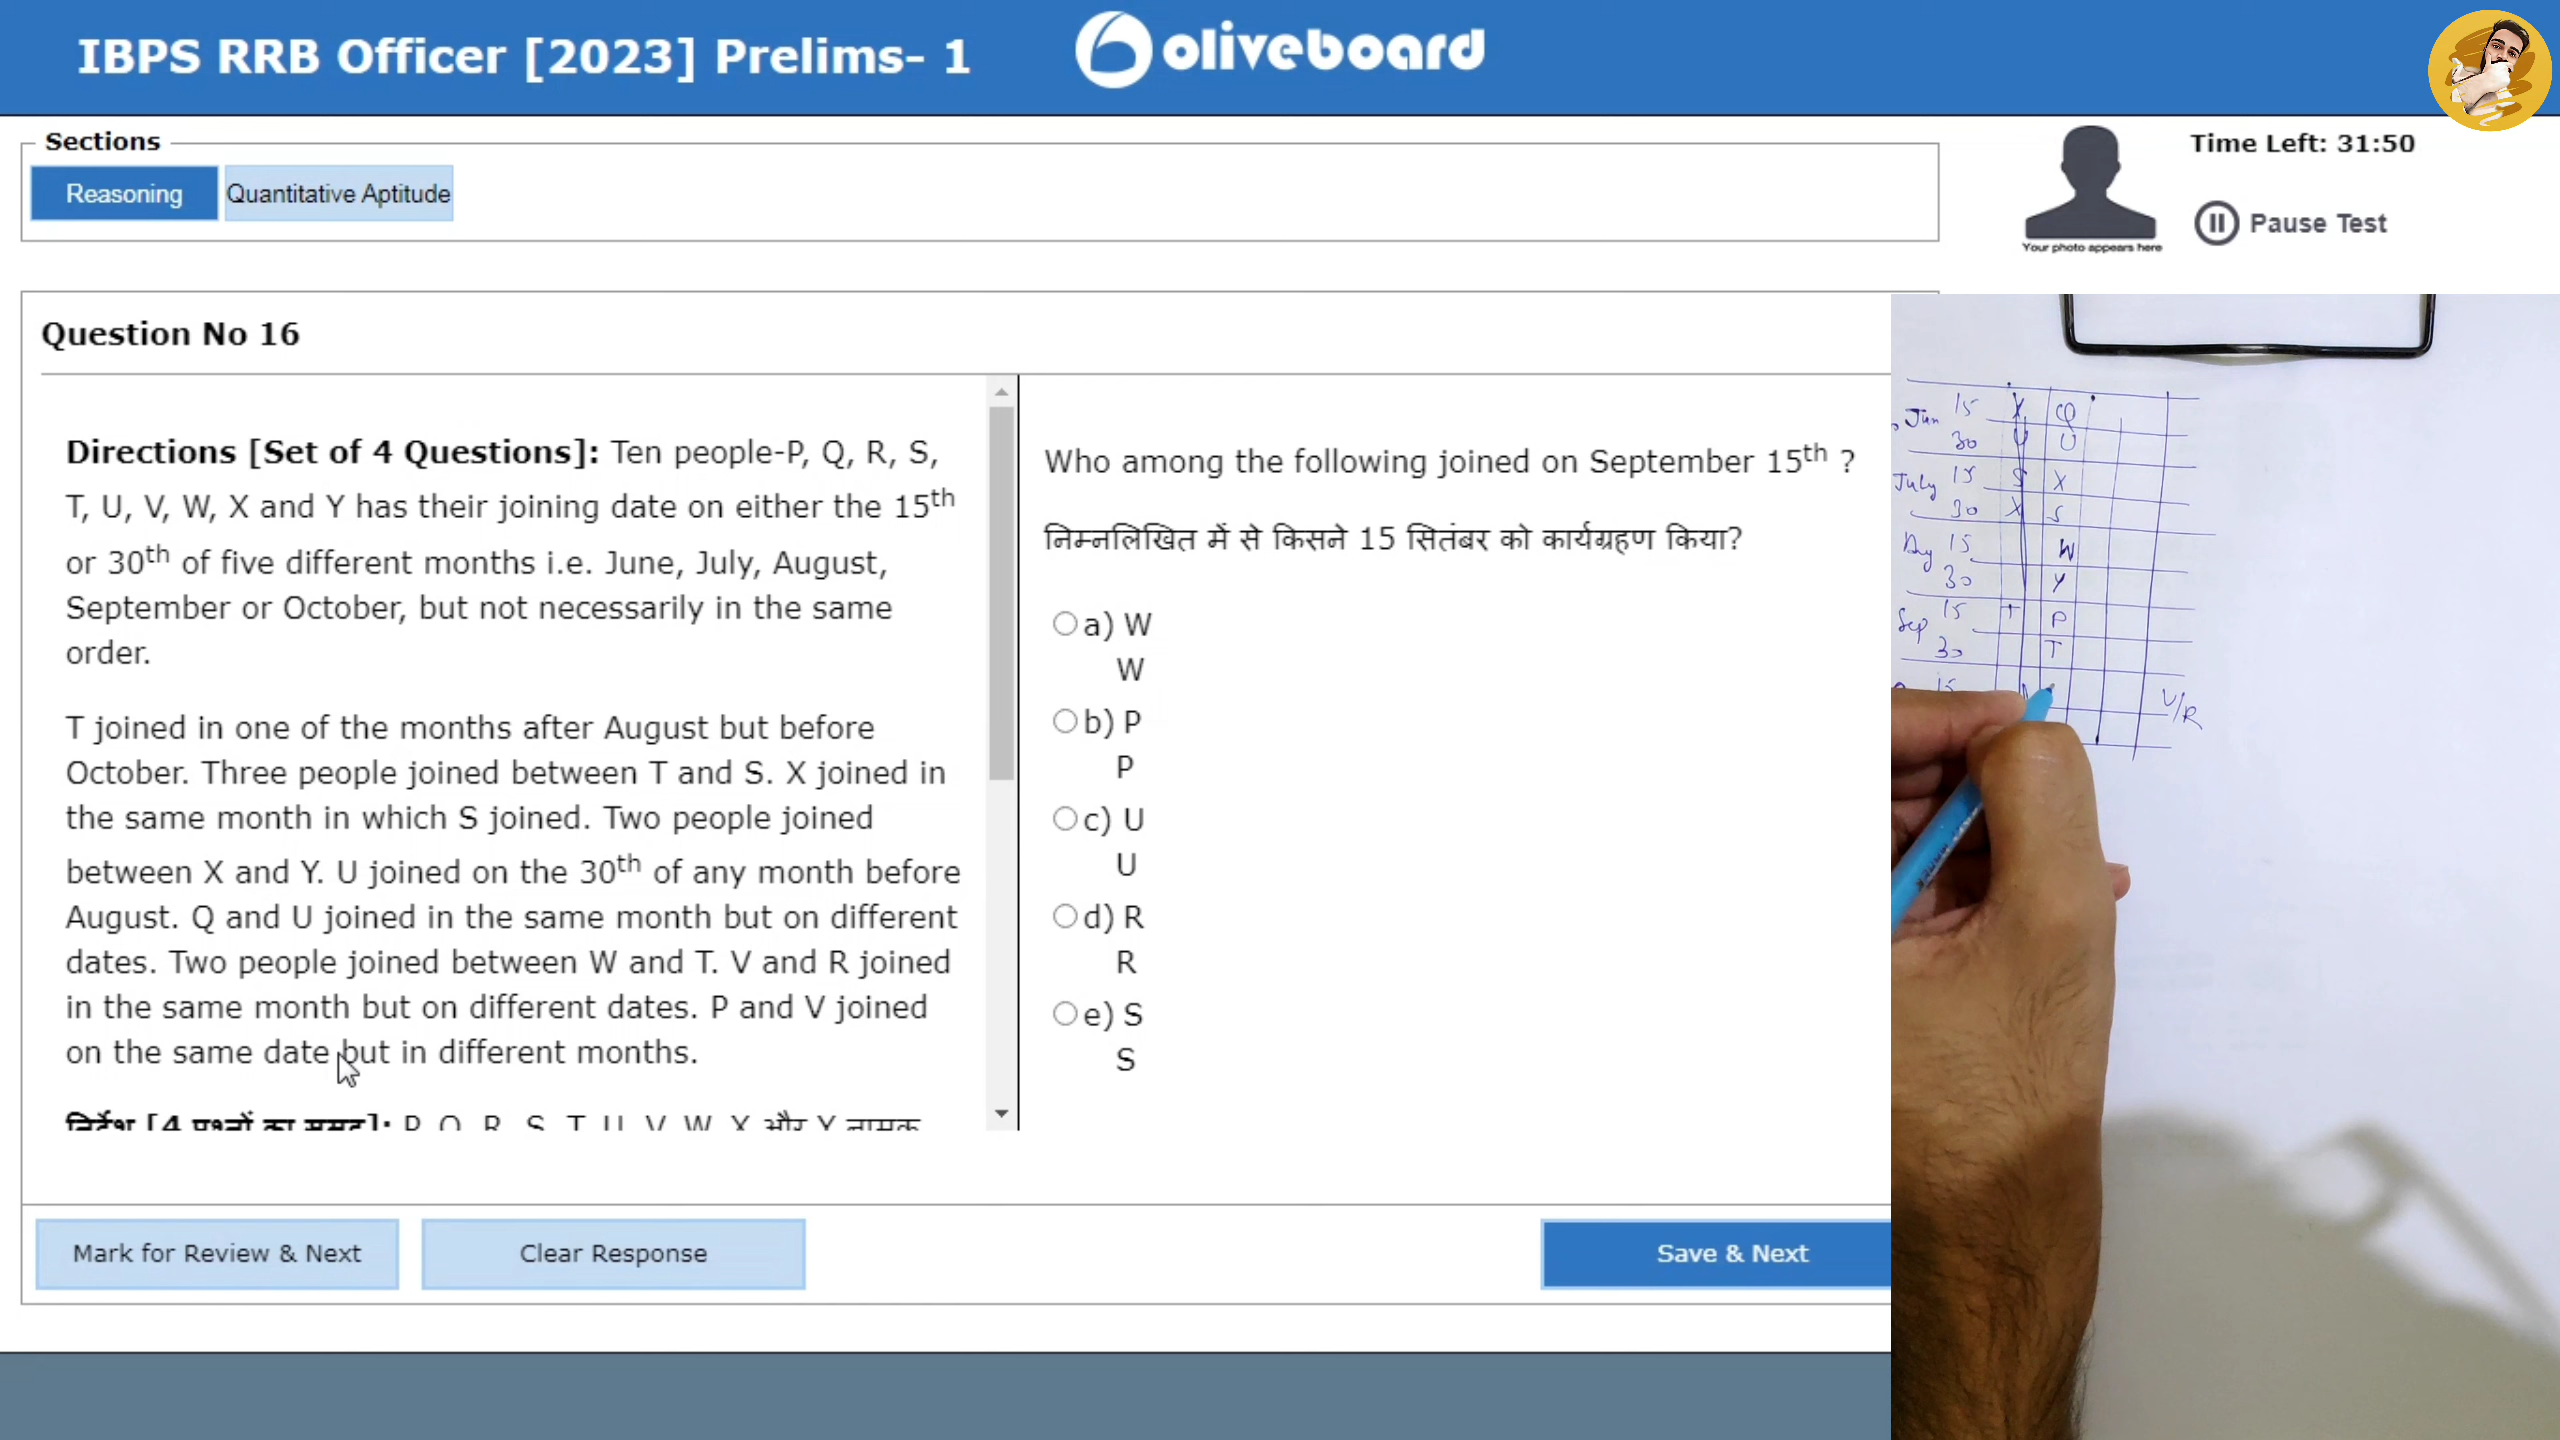 IBPS RRB Officer [2023] Prelims- 1
oliveboard
Sections
Reasoning
Quantitative Aptitude
Time Left: 31:50
Pause Test
Your photo appears here
Question No 16
Directions [Set of 4 Questions]: Ten people-P, Q, R, S,
T, U, V, W, X and Y has their joining date on either the 15th
or 30th of five different months i.e. June, July, August,
September or October, but not necessarily in the same
order.
T joined in one of the months after August but before
October. Three people joined between T and S. X joined in
the same month in which S joined. Two people joined
between X and Y. U joined on the 30th of any month before
August. Q and U joined in the same month but on different
dates. Two people joined between W and T. V and R joined
in the same month but on different dates. P and V joined
on the same date but in different months.
निर्देश [4 प्रश्नों का समूह]: P, Q, R, S, T, U, V, W, X और Y नामक
Who among the following joined on September 15th ?
निम्नलिखित में से किसने 15 सितंबर को कार्यग्रहण किया?
a) W
W
b) P
P
c) U
U
d) R
R
e) S
S
Mark for Review & Next
Clear Response
Save & Next
Jun 15 X Q
30 U U
July 15 S X
30 X S
Aug 15 W
30 Y
Sep 15 T P
30 T
15
V/R